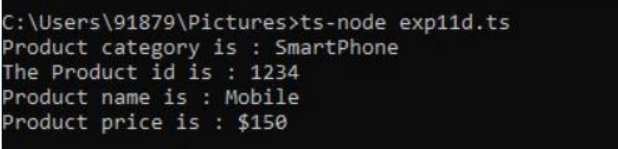 C:\Users\91879\Pictures>ts-node exp11d.ts
Product category is : SmartPhone
The Product id is : 1234
Product name is : Mobile
Product price is : $150